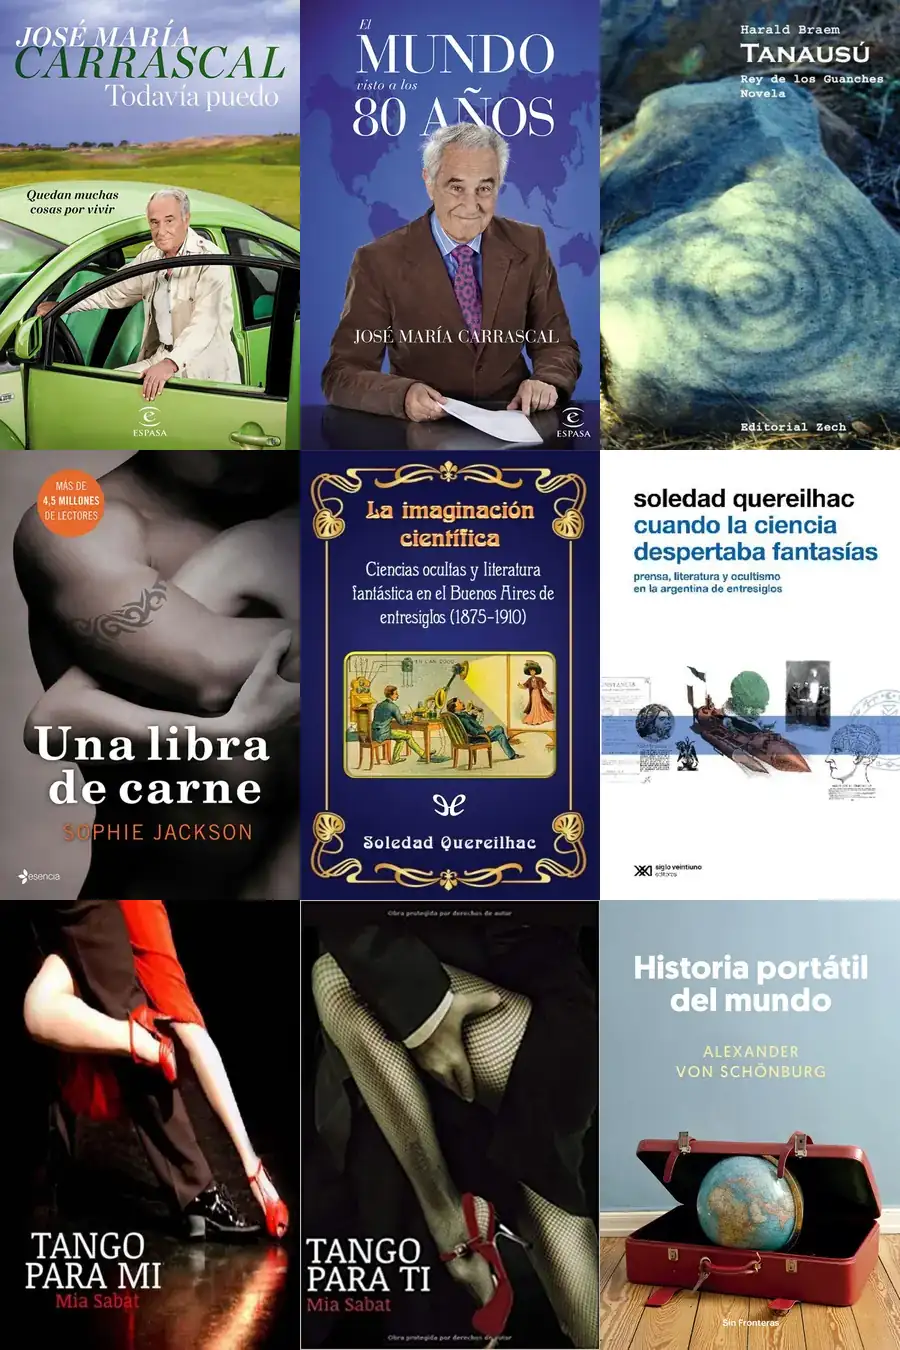 JOSÉ MARÍA
CARRASCAL
Todavía puedo
Quedan muchas
cosas por vivir
ESPASA
El
MUNDO
visto a los
80 AÑOS
JOSÉ MARÍA CARRASCAL
ESPASA
Harald Braem
TANAUSÚ
Rey de los Guanches
Novela
Editorial Zech
MÁS DE
4,5 MILLONES
DE LECTORES
Una libra
de carne
SOPHIE JACKSON
esencia
La imaginación
científica
Ciencias ocultas y literatura
fantástica en el Buenos Aires de
entresiglos (1875-1910)
EN L'AN 2000
Soledad Quereilhac
soledad quereilhac
cuando la ciencia
despertaba fantasías
prensa, literatura y ocultismo
en la argentina de entresiglos
siglo veintiuno
editores
TANGO
PARA MI
Mia Sabat
Obra protegida por derechos de autor
TANGO
PARA TI
Mia Sabat
Obra protegida por derechos de autor
Historia portátil
del mundo
ALEXANDER
VON SCHÖNBURG
Sin Fronteras